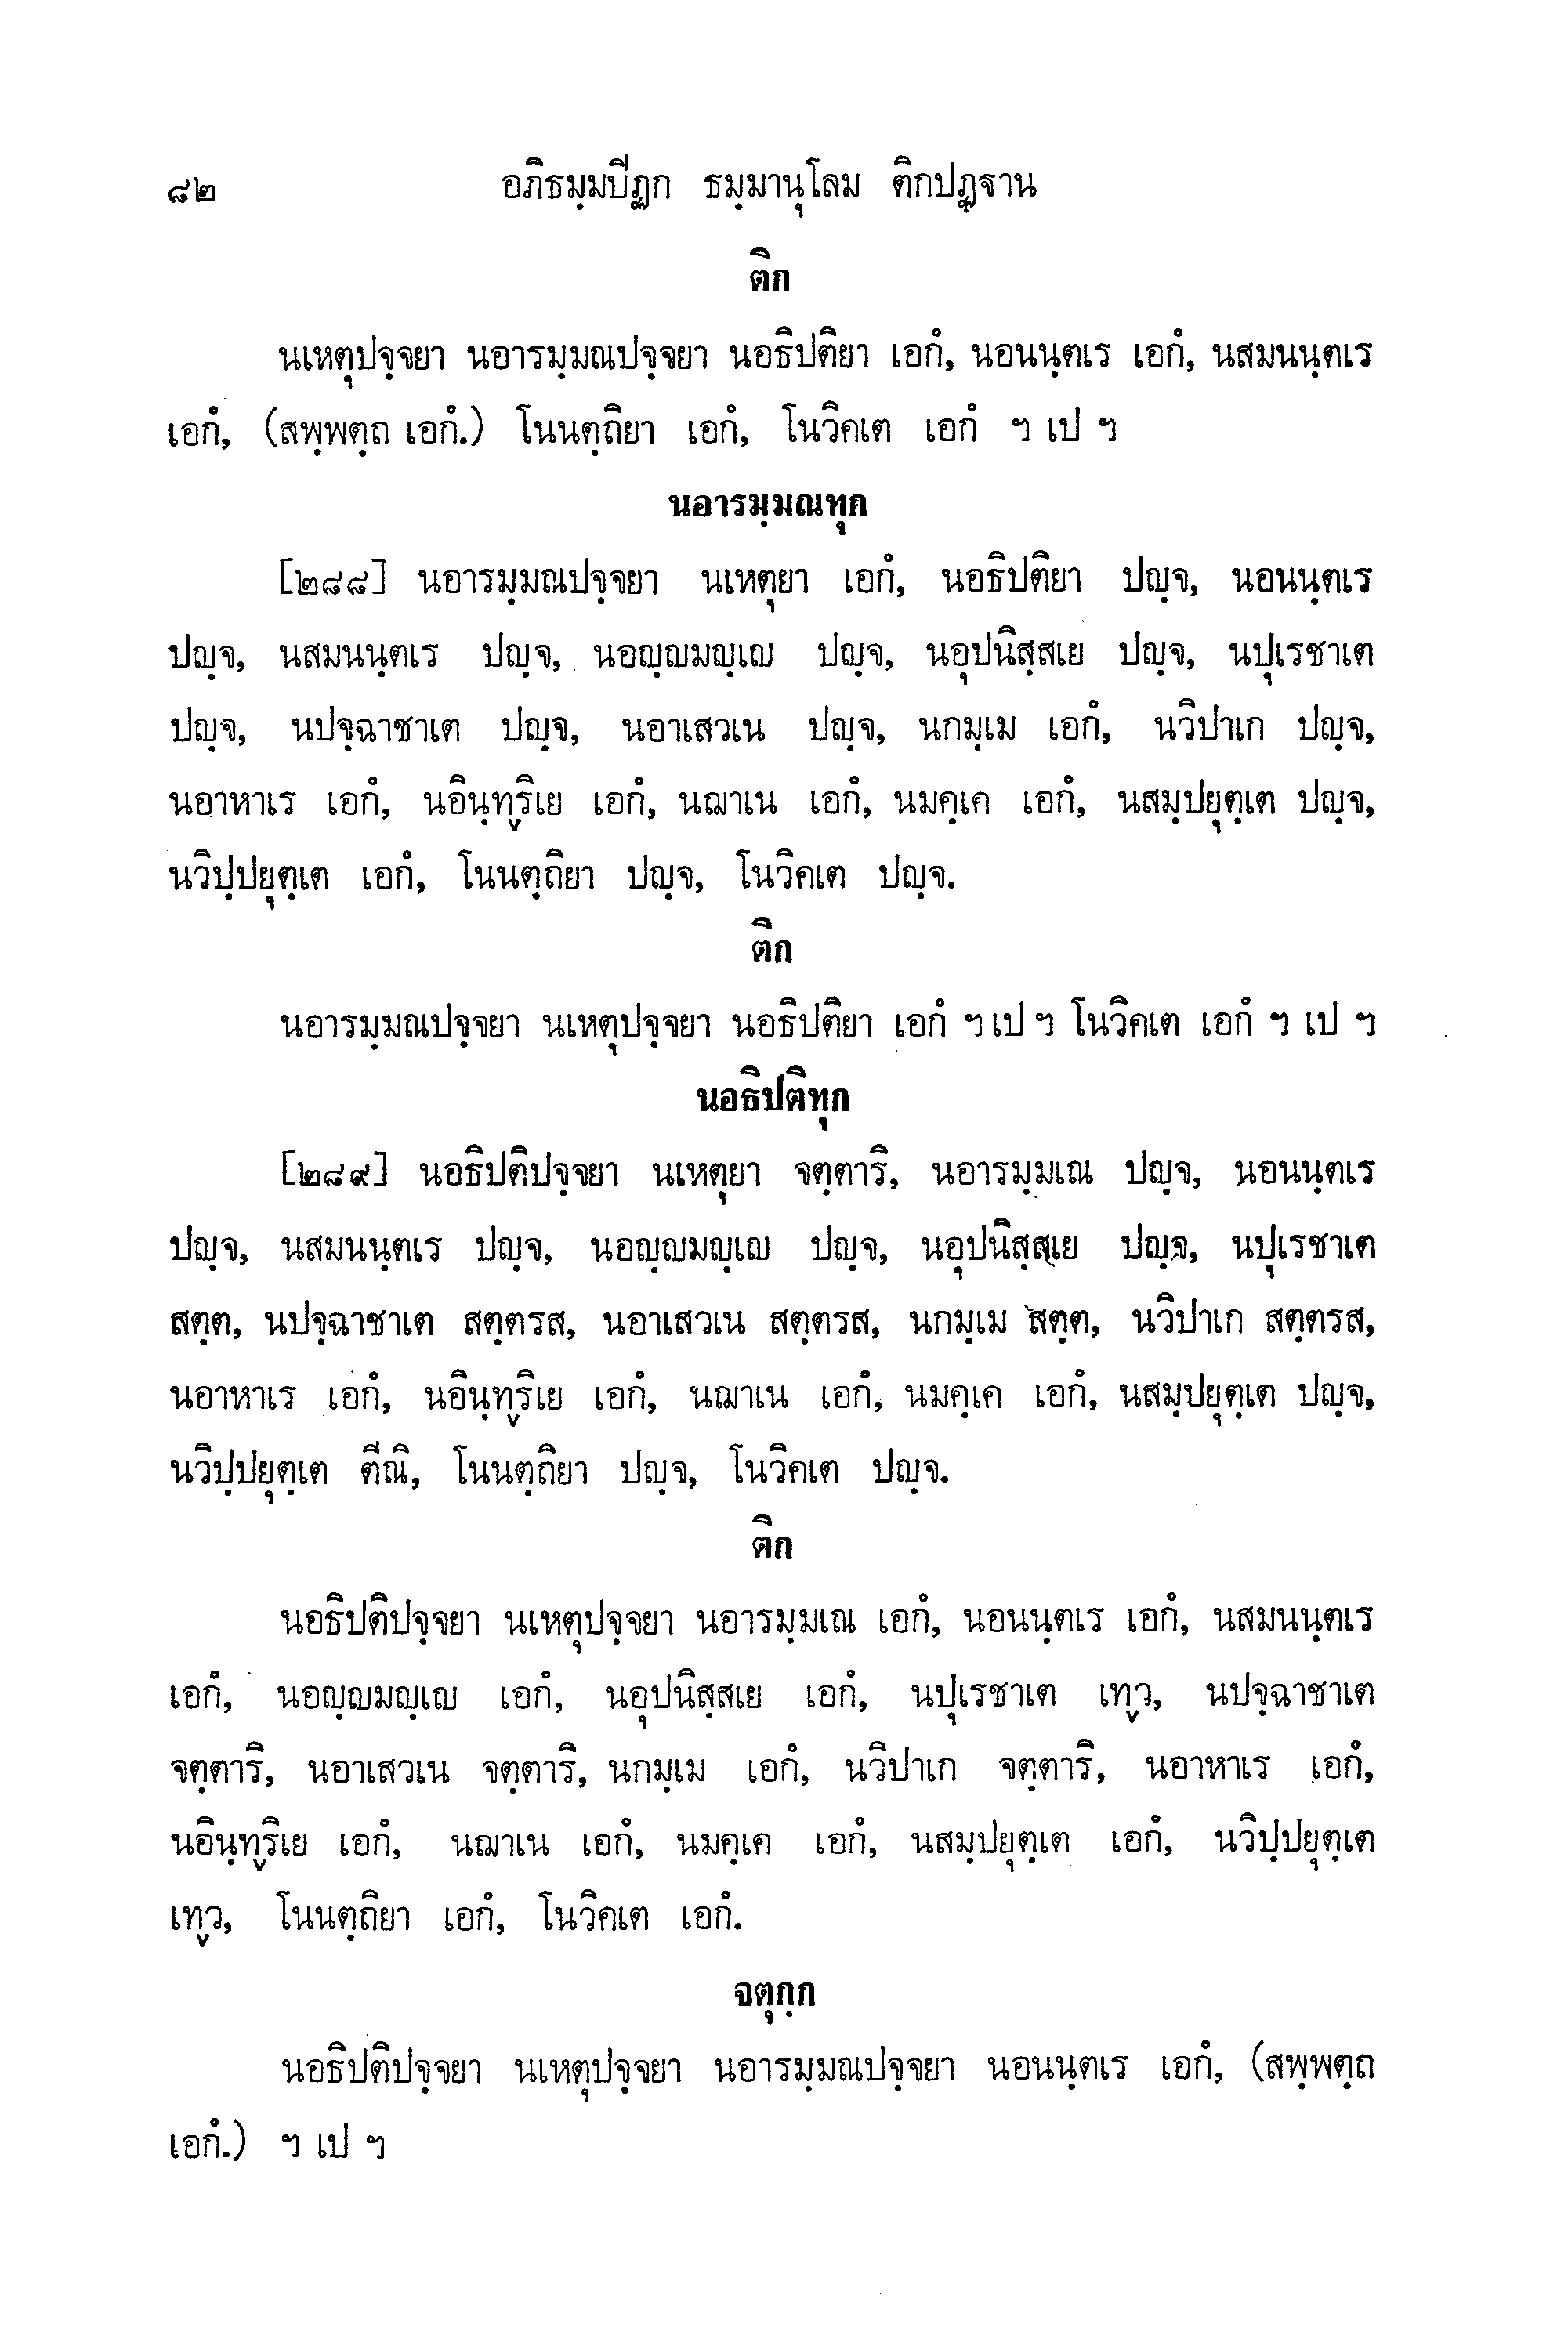 ๘๒ อภิธมฺมปิฏก ธมฺมานุโลม ติกปฏฺฐาน
ติก
นเหตุปจฺจยา นอารมฺมณปจฺจยา นอธิปติยา เอกํ, นอนนฺตเร เอกํ, นสมนนฺตเร
เอกํ, (สพฺพตฺถ เอกํ.) โนนตฺถิยา เอกํ, โนวิคเต เอกํ ฯ เป ฯ
นอารมฺมณทุก
[๒๘๘] นอารมฺมณปจฺจยา นเหตุยา เอกํ, นอธิปติยา ปญฺจ, นอนนฺตเร
ปญฺจ, นสมนนฺตเร ปญฺจ, นอญฺญมญฺเญ ปญฺจ, นอุปนิสฺสเย ปญฺจ, นปุเรชาเต
ปญฺจ, นปจฺฉาชาเต ปญฺจ, นอาเสวเน ปญฺจ, นกมฺเม เอกํ, นวิปาเก ปญฺจ,
นอาหาเร เอกํ, นอินฺทฺริเย เอกํ, นฌาเน เอกํ, นมคฺเค เอกํ, นสมฺปยุตฺเต ปญฺจ,
นวิปฺปยุตฺเต เอกํ, โนนตฺถิยา ปญฺจ, โนวิคเต ปญฺจ.
ติก
นอารมฺมณปจฺจยา นเหตุปจฺจยา นอธิปติยา เอกํ ฯ เป ฯ โนวิคเต เอกํ ฯ เป ฯ
นอธิปติทุก
[๒๘๙] นอธิปติปจฺจยา นเหตุยา จตฺตาริ, นอารมฺมเณ ปญฺจ, นอนนฺตเร
ปญฺจ, นสมนนฺตเร ปญฺจ, นอญฺญมญฺเญ ปญฺจ, นอุปนิสฺสเย ปญฺจ, นปุเรชาเต
สตฺต, นปจฺฉาชาเต สตฺตรส, นอาเสวเน สตฺตรส, นกมฺเม สตฺต, นวิปาเก สตฺตรส,
นอาหาเร เอกํ, นอินฺทฺริเย เอกํ, นฌาเน เอกํ, นมคฺเค เอกํ, นสมฺปยุตฺเต ปญฺจ,
นวิปฺปยุตฺเต ตีณิ, โนนตฺถิยา ปญฺจ, โนวิคเต ปญฺจ.
ติก
นอธิปติปจฺจยา นเหตุปจฺจยา นอารมฺมเณ เอกํ, นอนนฺตเร เอกํ, นสมนนฺตเร
เอกํ, นอญฺญมญฺเญ เอกํ, นอุปนิสฺสเย เอกํ, นปุเรชาเต เทฺว, นปจฺฉาชาเต
จตฺตาริ, นอาเสวเน จตฺตาริ, นกมฺเม เอกํ, นวิปาเก จตฺตาริ, นอาหาเร เอกํ,
นอินฺทฺริเย เอกํ, นฌาเน เอกํ, นมคฺเค เอกํ, นสมฺปยุตฺเต เอกํ, นวิปฺปยุตฺเต
เทฺว, โนนตฺถิยา เอกํ, โนวิคเต เอกํ.
จตุกฺก
นอธิปติปจฺจยา นเหตุปจฺจยา นอารมฺมณปจฺจยา นอนนฺตเร เอกํ, (สพฺพตฺถ
เอกํ.) ฯ เป ฯ